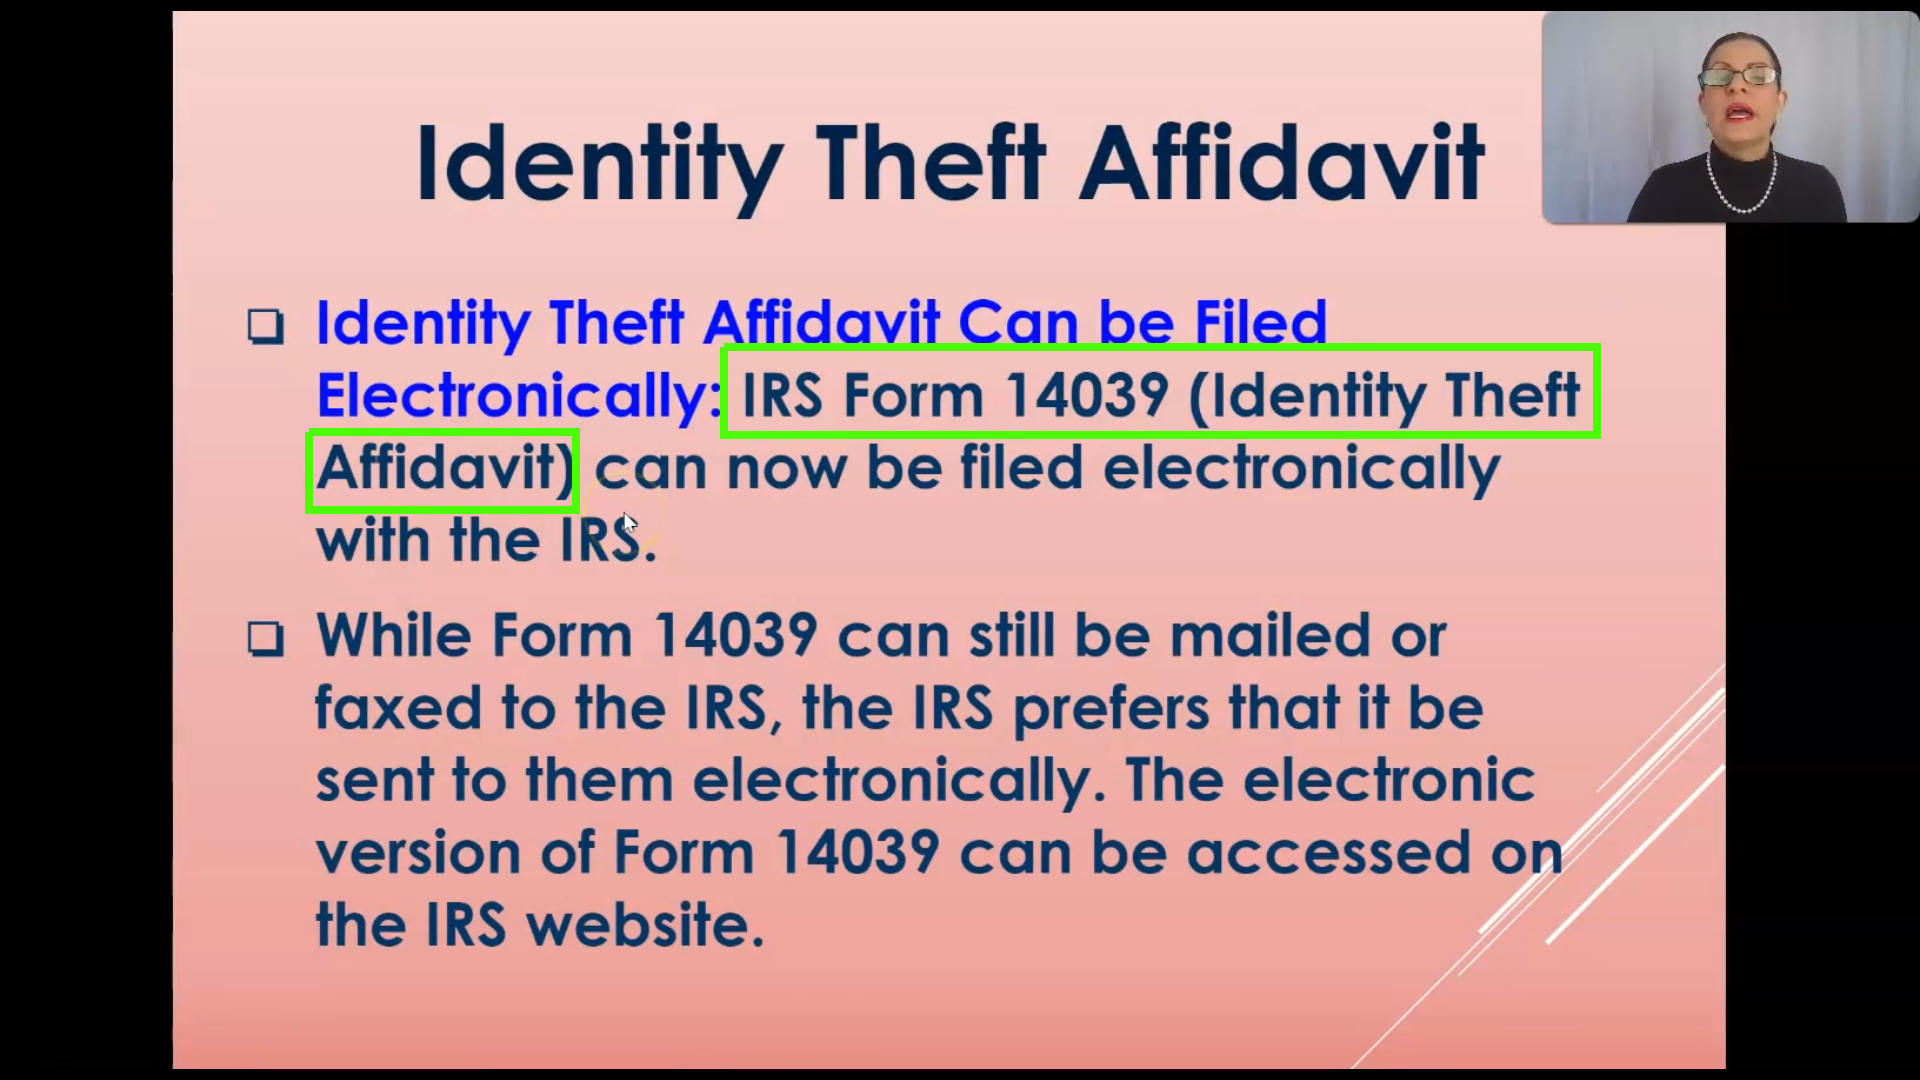 Identity Theft Affidavit
❑ Identity Theft Affidavit Can be Filed
Electronically: IRS Form 14039 (Identity Theft
Affidavit) can now be filed electronically
with the IRS.
❑ While Form 14039 can still be mailed or
faxed to the IRS, the IRS prefers that it be
sent to them electronically. The electronic
version of Form 14039 can be accessed on
the IRS website.